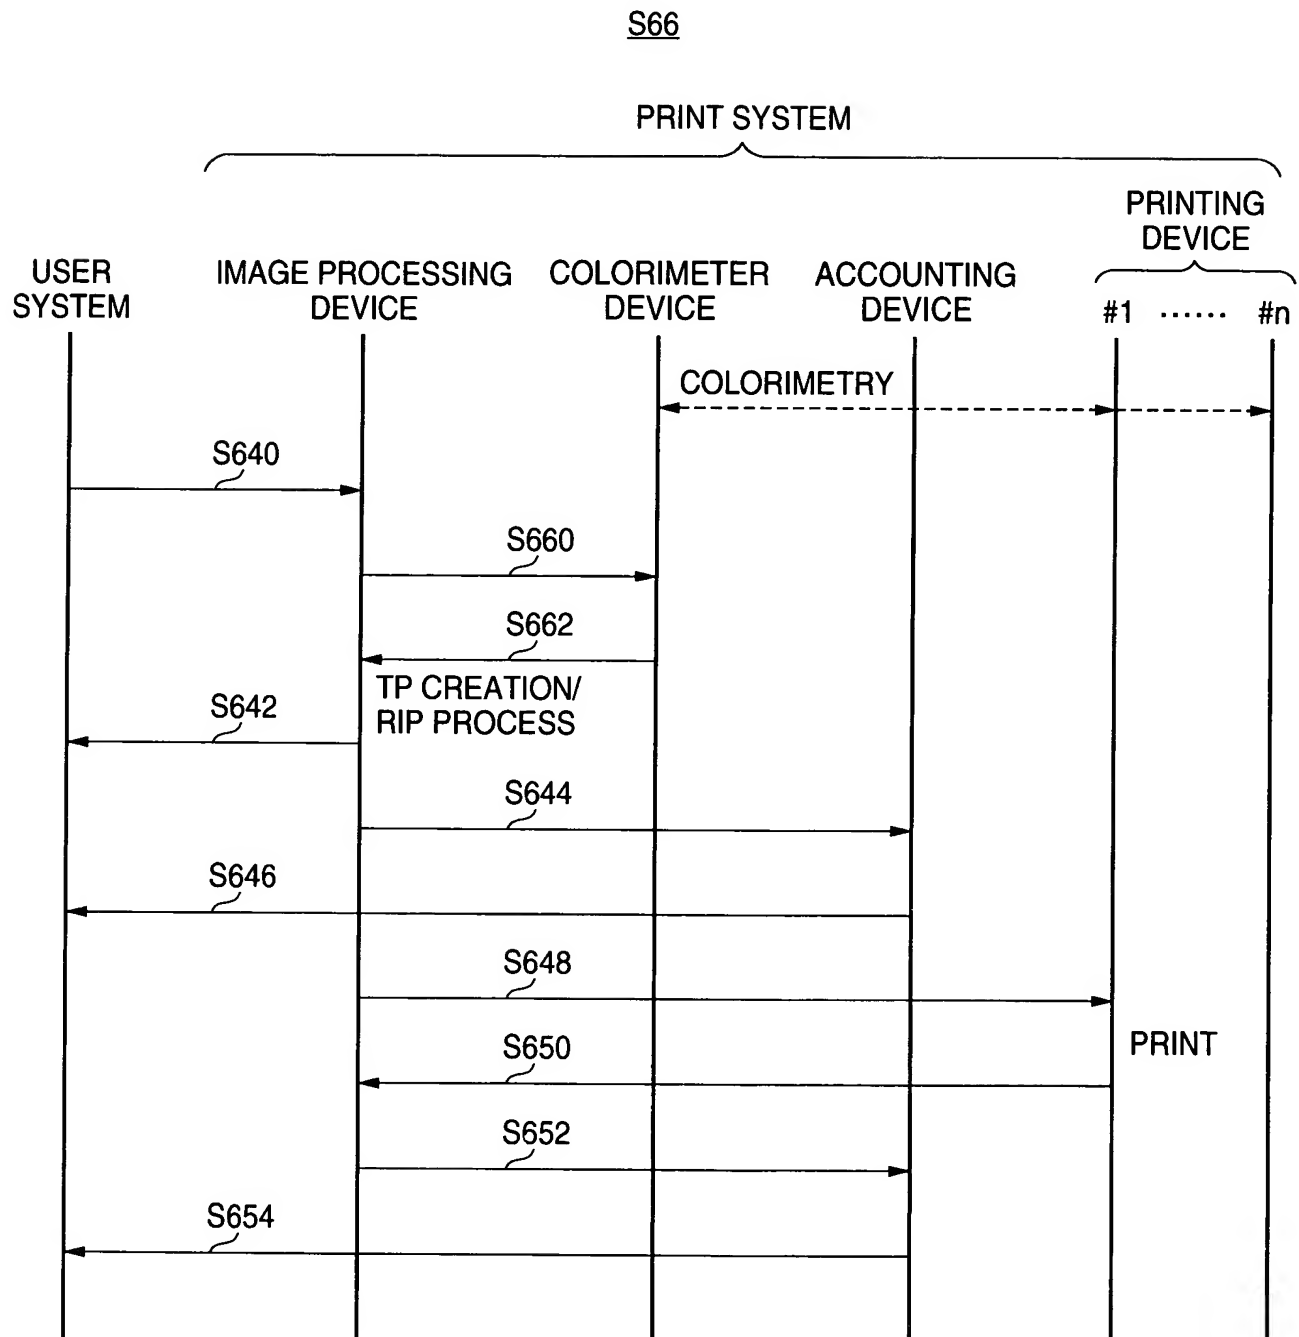 S66
PRINT SYSTEM
PRINTING
DEVICE
USER
SYSTEM
IMAGE PROCESSING
DEVICE
COLORIMETER
DEVICE
ACCOUNTING
DEVICE
#1 ······ #n
COLORIMETRY
S640
S660
S662
TP CREATION/
RIP PROCESS
S642
S644
S646
S648
PRINT
S650
S652
S654